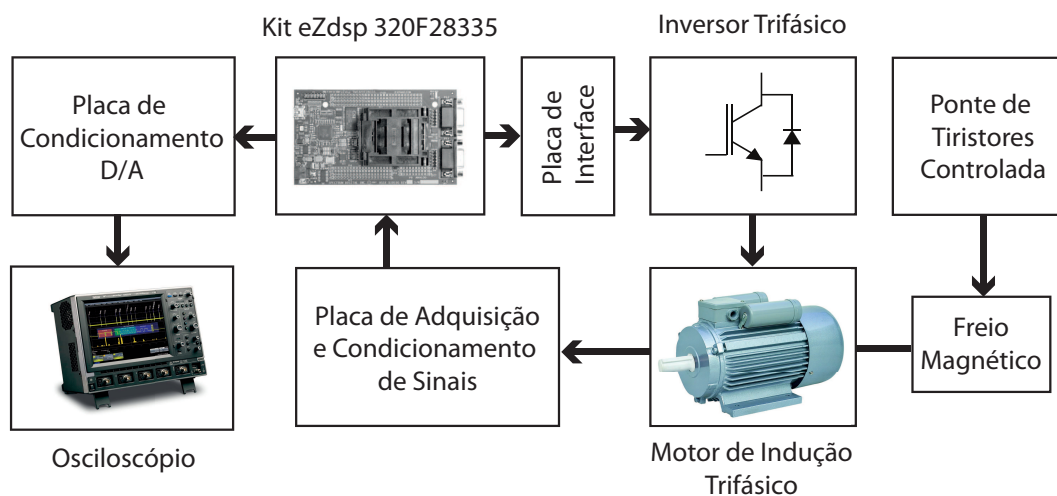 Kit eZdsp 320F28335
Inversor Trifásico
Placa de
Condicionamento
D/A
Placa de
Interface
Ponte de
Tiristores
Controlada
Placa de Adquisição
e Condicionamento
de Sinais
Freio
Magnético
Osciloscópio
Motor de Indução
Trifásico